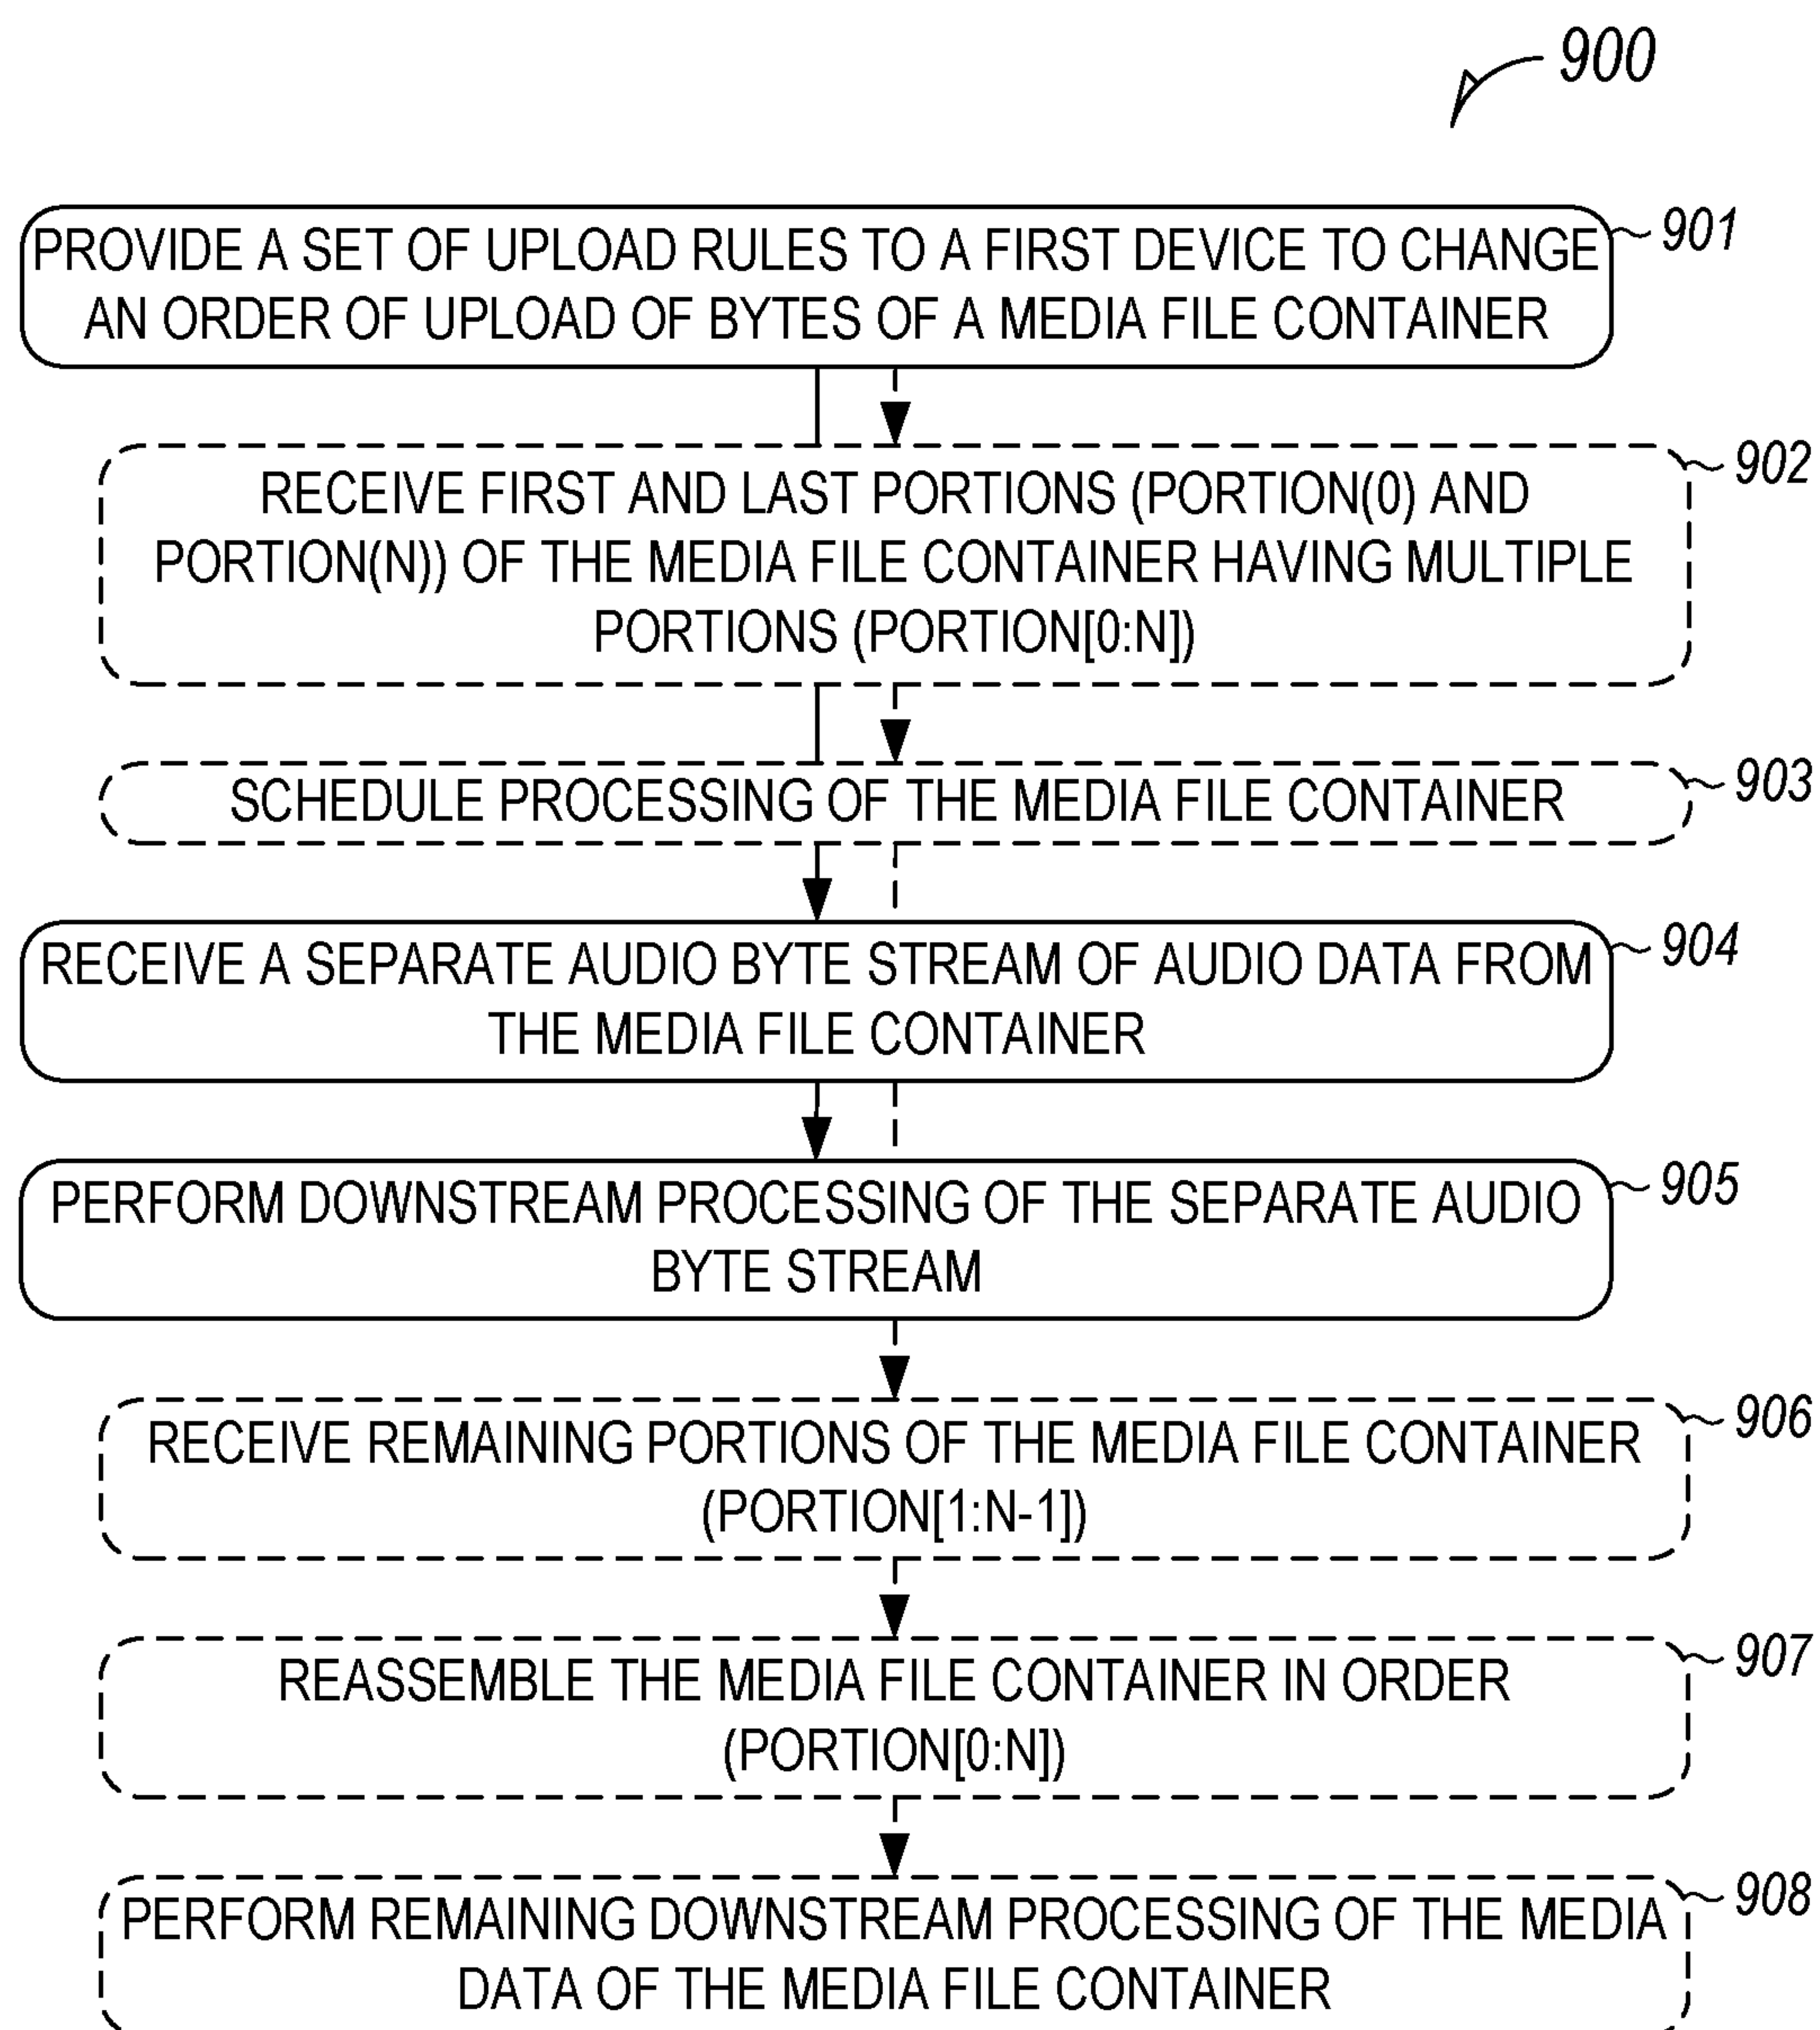 900
PROVIDE A SET OF UPLOAD RULES TO A FIRST DEVICE TO CHANGE
AN ORDER OF UPLOAD OF BYTES OF A MEDIA FILE CONTAINER
901
RECEIVE FIRST AND LAST PORTIONS (PORTION(0) AND
PORTION(N)) OF THE MEDIA FILE CONTAINER HAVING MULTIPLE
PORTIONS (PORTION[0:N])
902
SCHEDULE PROCESSING OF THE MEDIA FILE CONTAINER
903
RECEIVE A SEPARATE AUDIO BYTE STREAM OF AUDIO DATA FROM
THE MEDIA FILE CONTAINER
904
PERFORM DOWNSTREAM PROCESSING OF THE SEPARATE AUDIO
BYTE STREAM
905
RECEIVE REMAINING PORTIONS OF THE MEDIA FILE CONTAINER
(PORTION[1:N-1])
906
REASSEMBLE THE MEDIA FILE CONTAINER IN ORDER
(PORTION[0:N])
907
PERFORM REMAINING DOWNSTREAM PROCESSING OF THE MEDIA
DATA OF THE MEDIA FILE CONTAINER
908